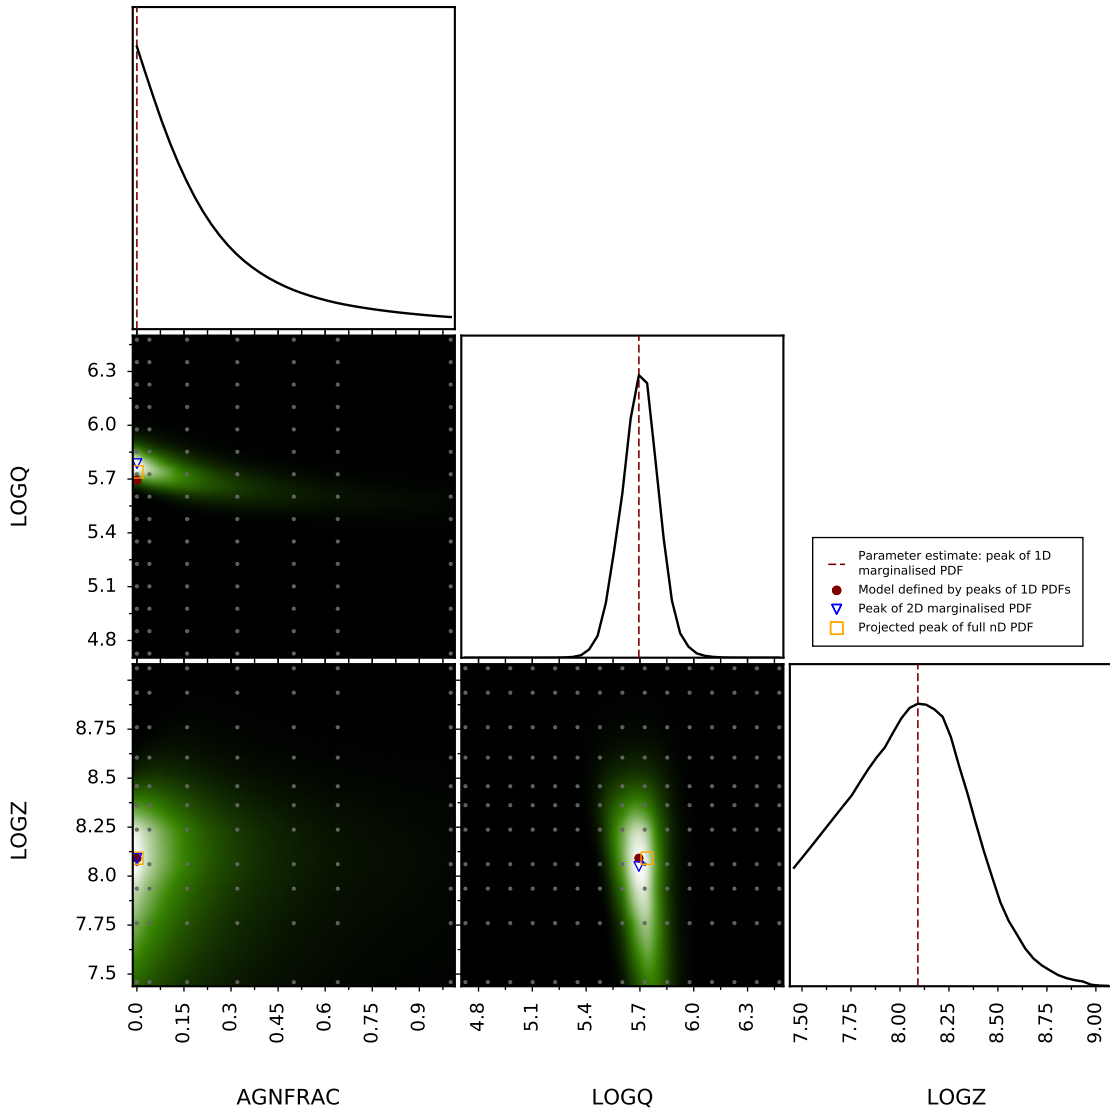 6.3
6.0
5.7
5.4
5.1
4.8
LOGQ
Parameter estimate: peak of 1D
marginalised PDF
Model defined by peaks of 1D PDFs
Peak of 2D marginalised PDF
Projected peak of full nD PDF
8.75
8.5
8.25
8.0
7.75
7.5
LOGZ
0.0 0.15 0.3 0.45 0.6 0.75 0.9
4.8 5.1 5.4 5.7 6.0 6.3
7.50 7.75 8.00 8.25 8.50 8.75 9.00
AGNFRAC
LOGQ
LOGZ